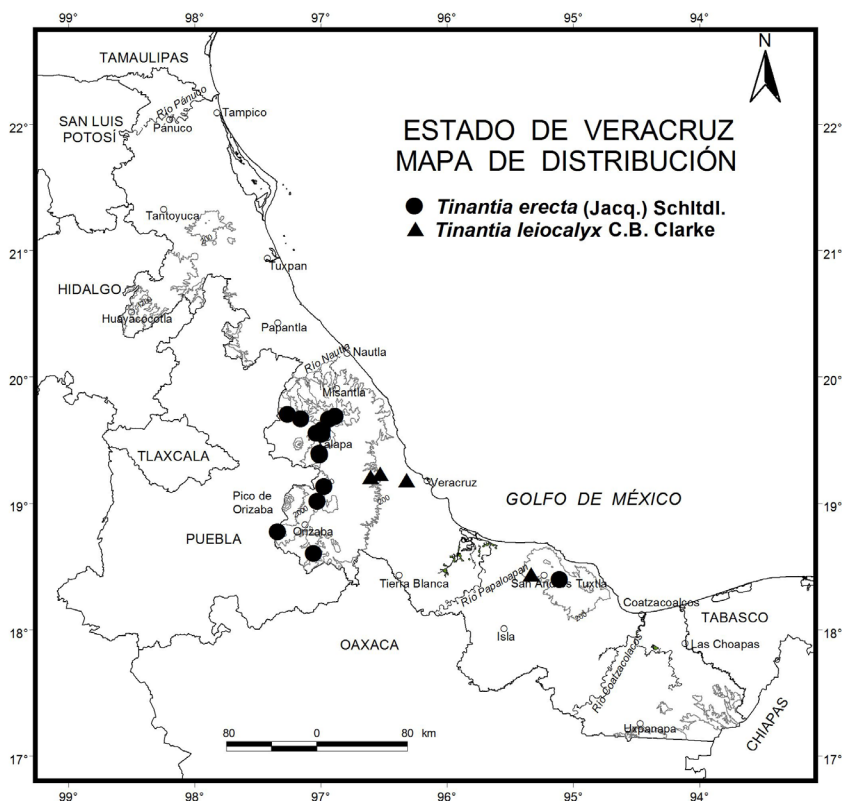 99° 98° 97° 96° 95° 94°
N
TAMAULIPAS
Río Pánuco
Tampico
SAN LUIS
POTOSÍ
Pánuco
22° 22°
ESTADO DE VERACRUZ
MAPA DE DISTRIBUCIÓN
Tinantia erecta (Jacq.) Schltdl.
Tinantia leiocalyx C.B. Clarke
Tantoyuca
21° 21°
Tuxpan
HIDALGO
Huayacocotla
Papantla
Río Nautla
Nautla
20° 20°
Misantla
alapa
TLAXCALA
Pico de
Orizaba
Veracruz
GOLFO DE MÉXICO
19° 19°
PUEBLA
Orizaba
Tierra Blanca
Río Papaloapan
San Andrés Tuxtla
200
Coatzacoalcos
TABASCO
18° 18°
OAXACA
Isla
Las Choapas
Río Coatzacoalcos
CHIAPAS
Uxpanapa
80 0 80 km
17° 17°
99° 98° 97° 96° 95° 94°